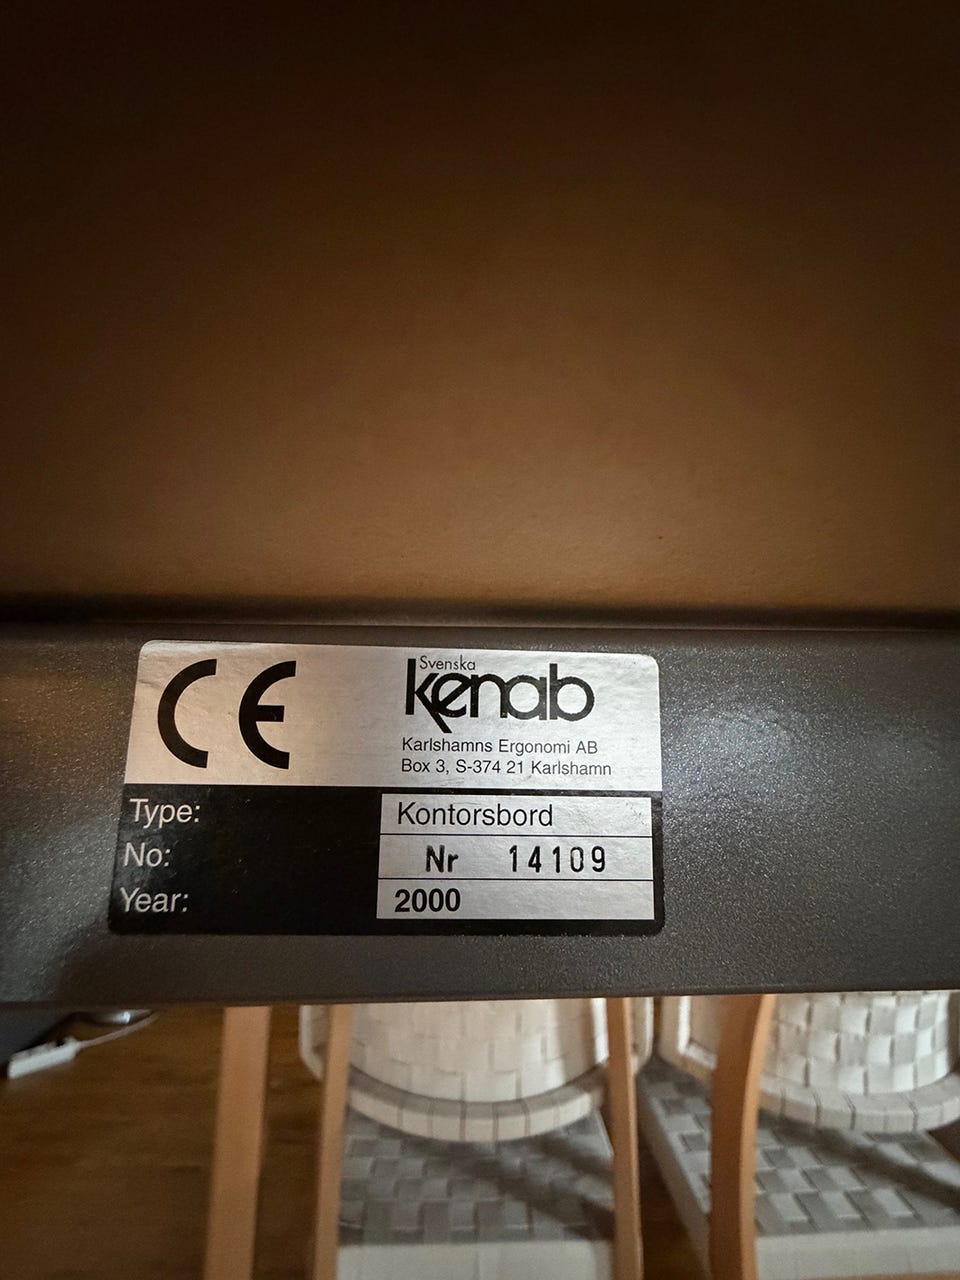 CE
Svenska
kenab
Karlshamns Ergonomi AB
Box 3, S-374 21 Karlshamn
Type: Kontorsbord
No: Nr 14109
Year: 2000